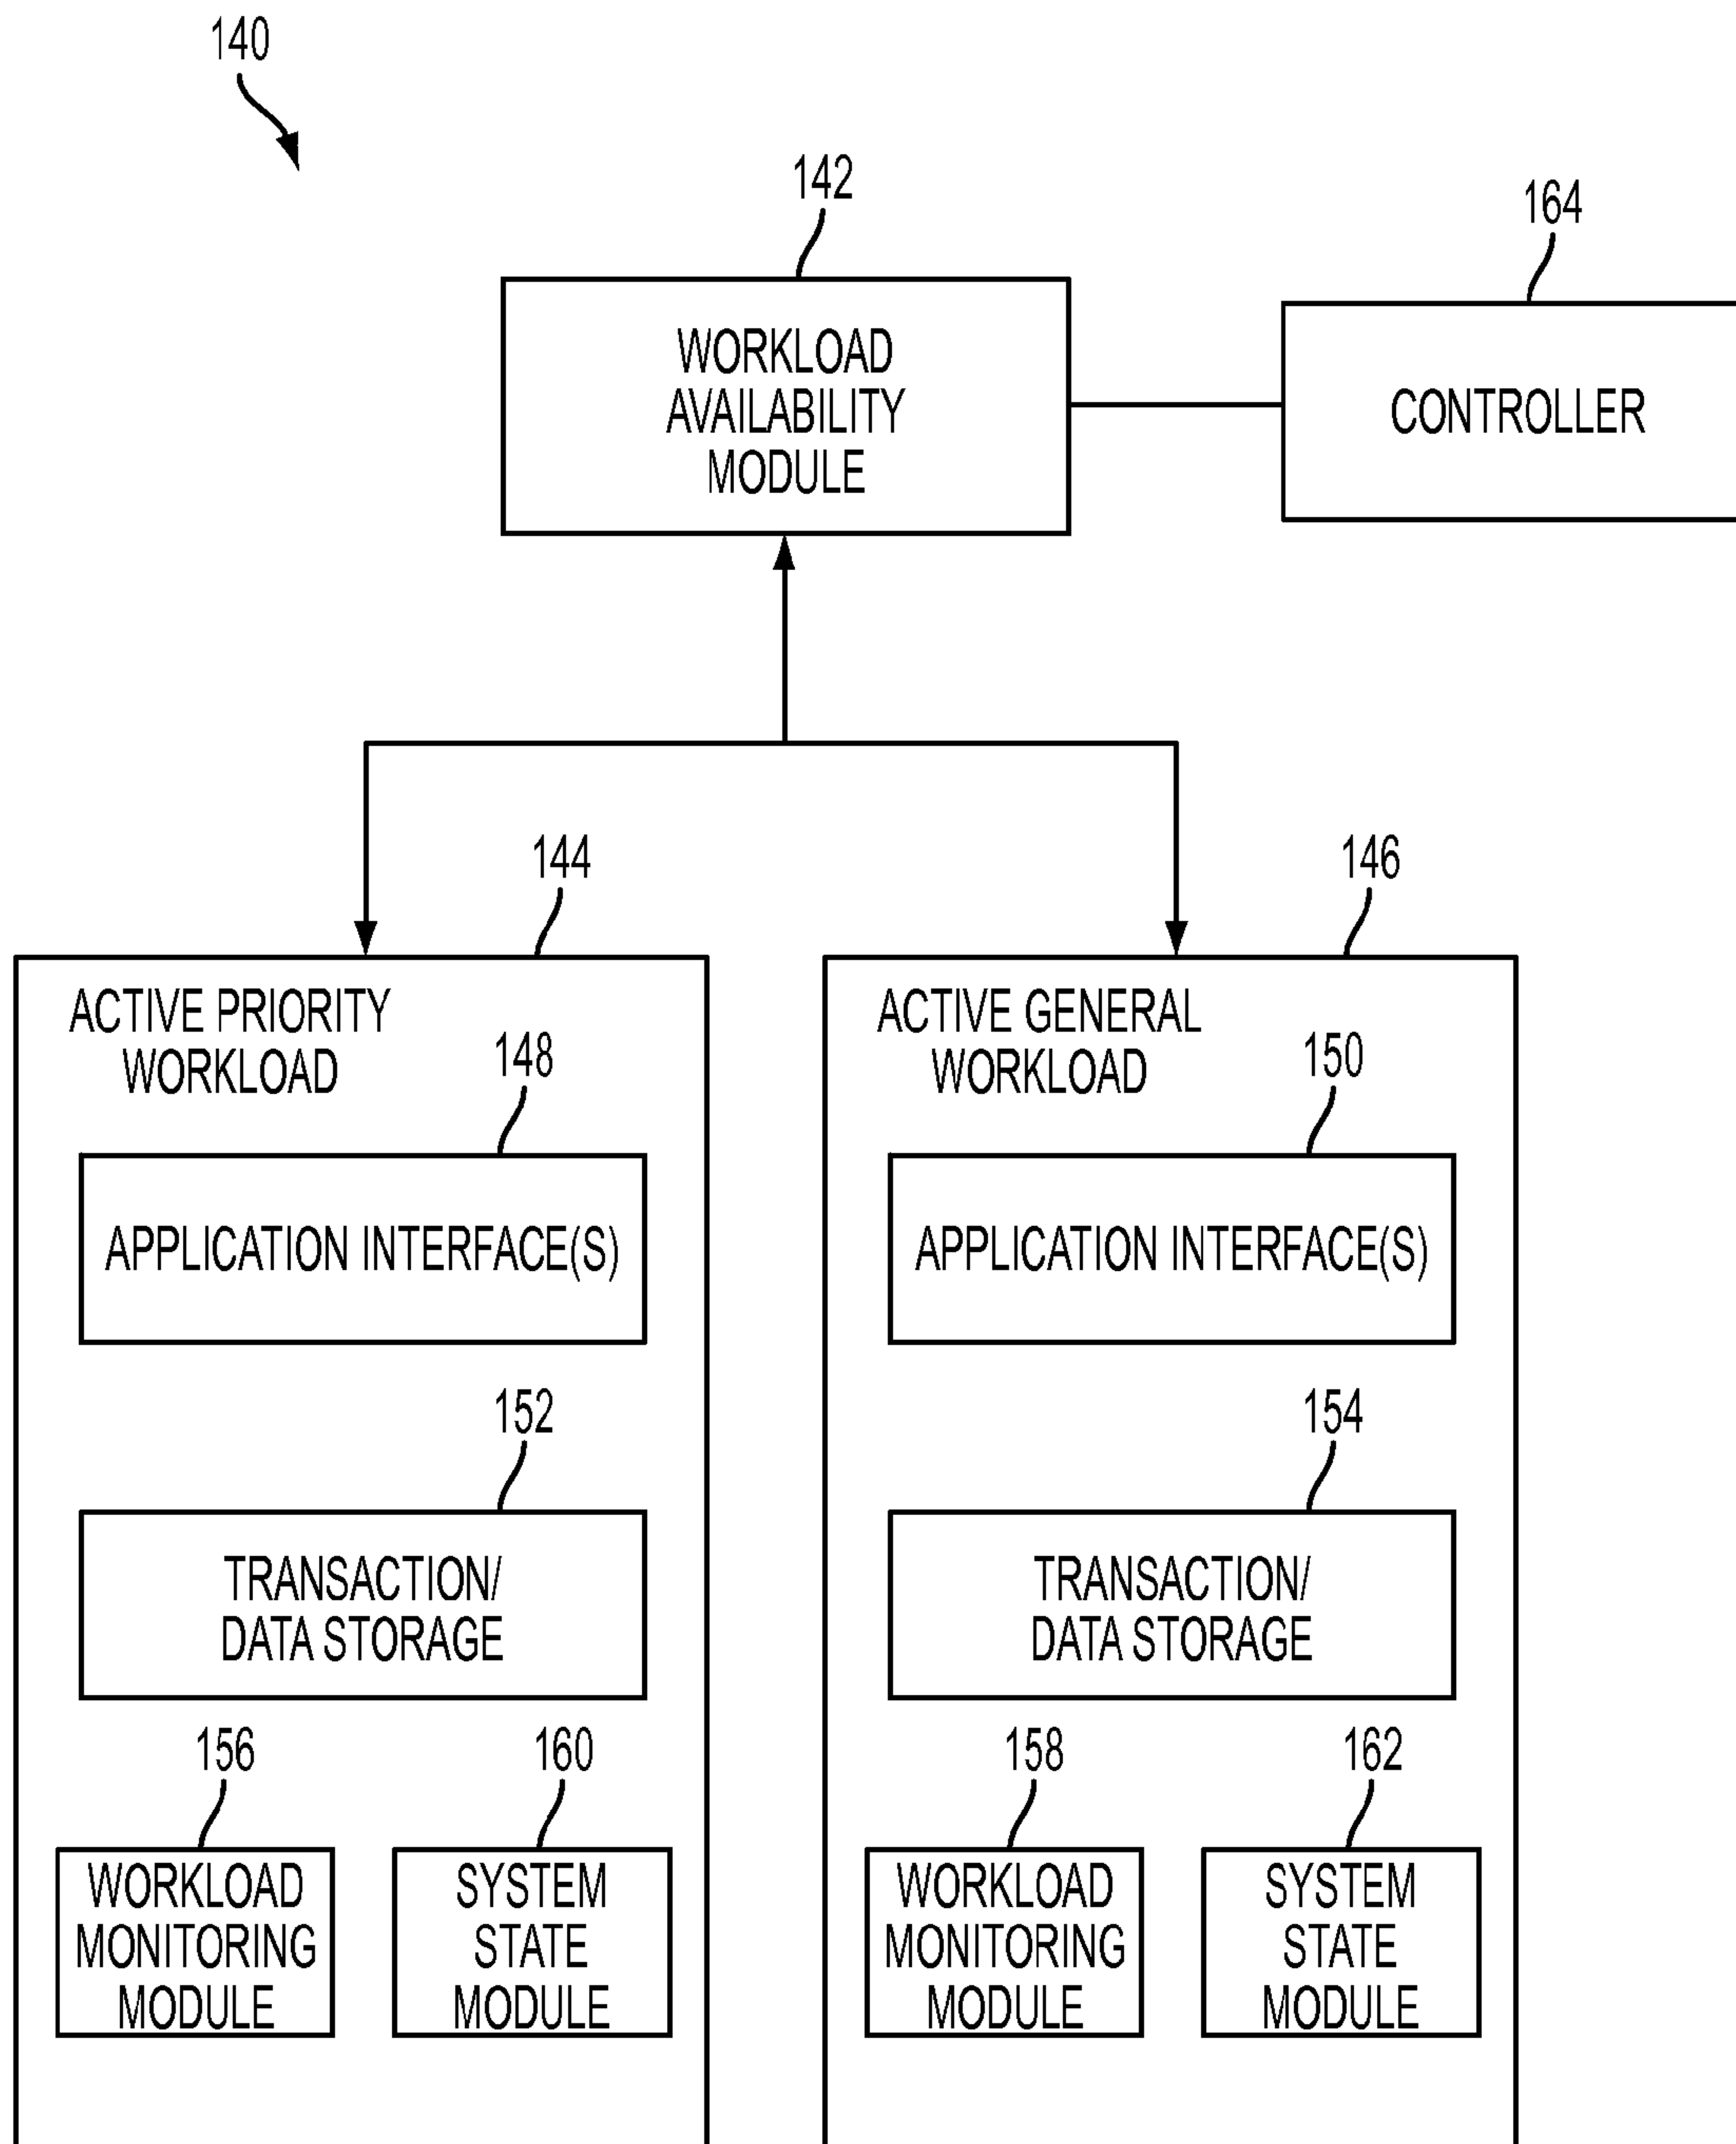 140
142
164
WORKLOAD
AVAILABILITY
MODULE
CONTROLLER
144
146
ACTIVE PRIORITY
WORKLOAD
148
APPLICATION INTERFACE(S)
152
TRANSACTION/
DATA STORAGE
156
160
WORKLOAD
MONITORING
MODULE
SYSTEM
STATE
MODULE
ACTIVE GENERAL
WORKLOAD
150
APPLICATION INTERFACE(S)
154
TRANSACTION/
DATA STORAGE
158
162
WORKLOAD
MONITORING
MODULE
SYSTEM
STATE
MODULE